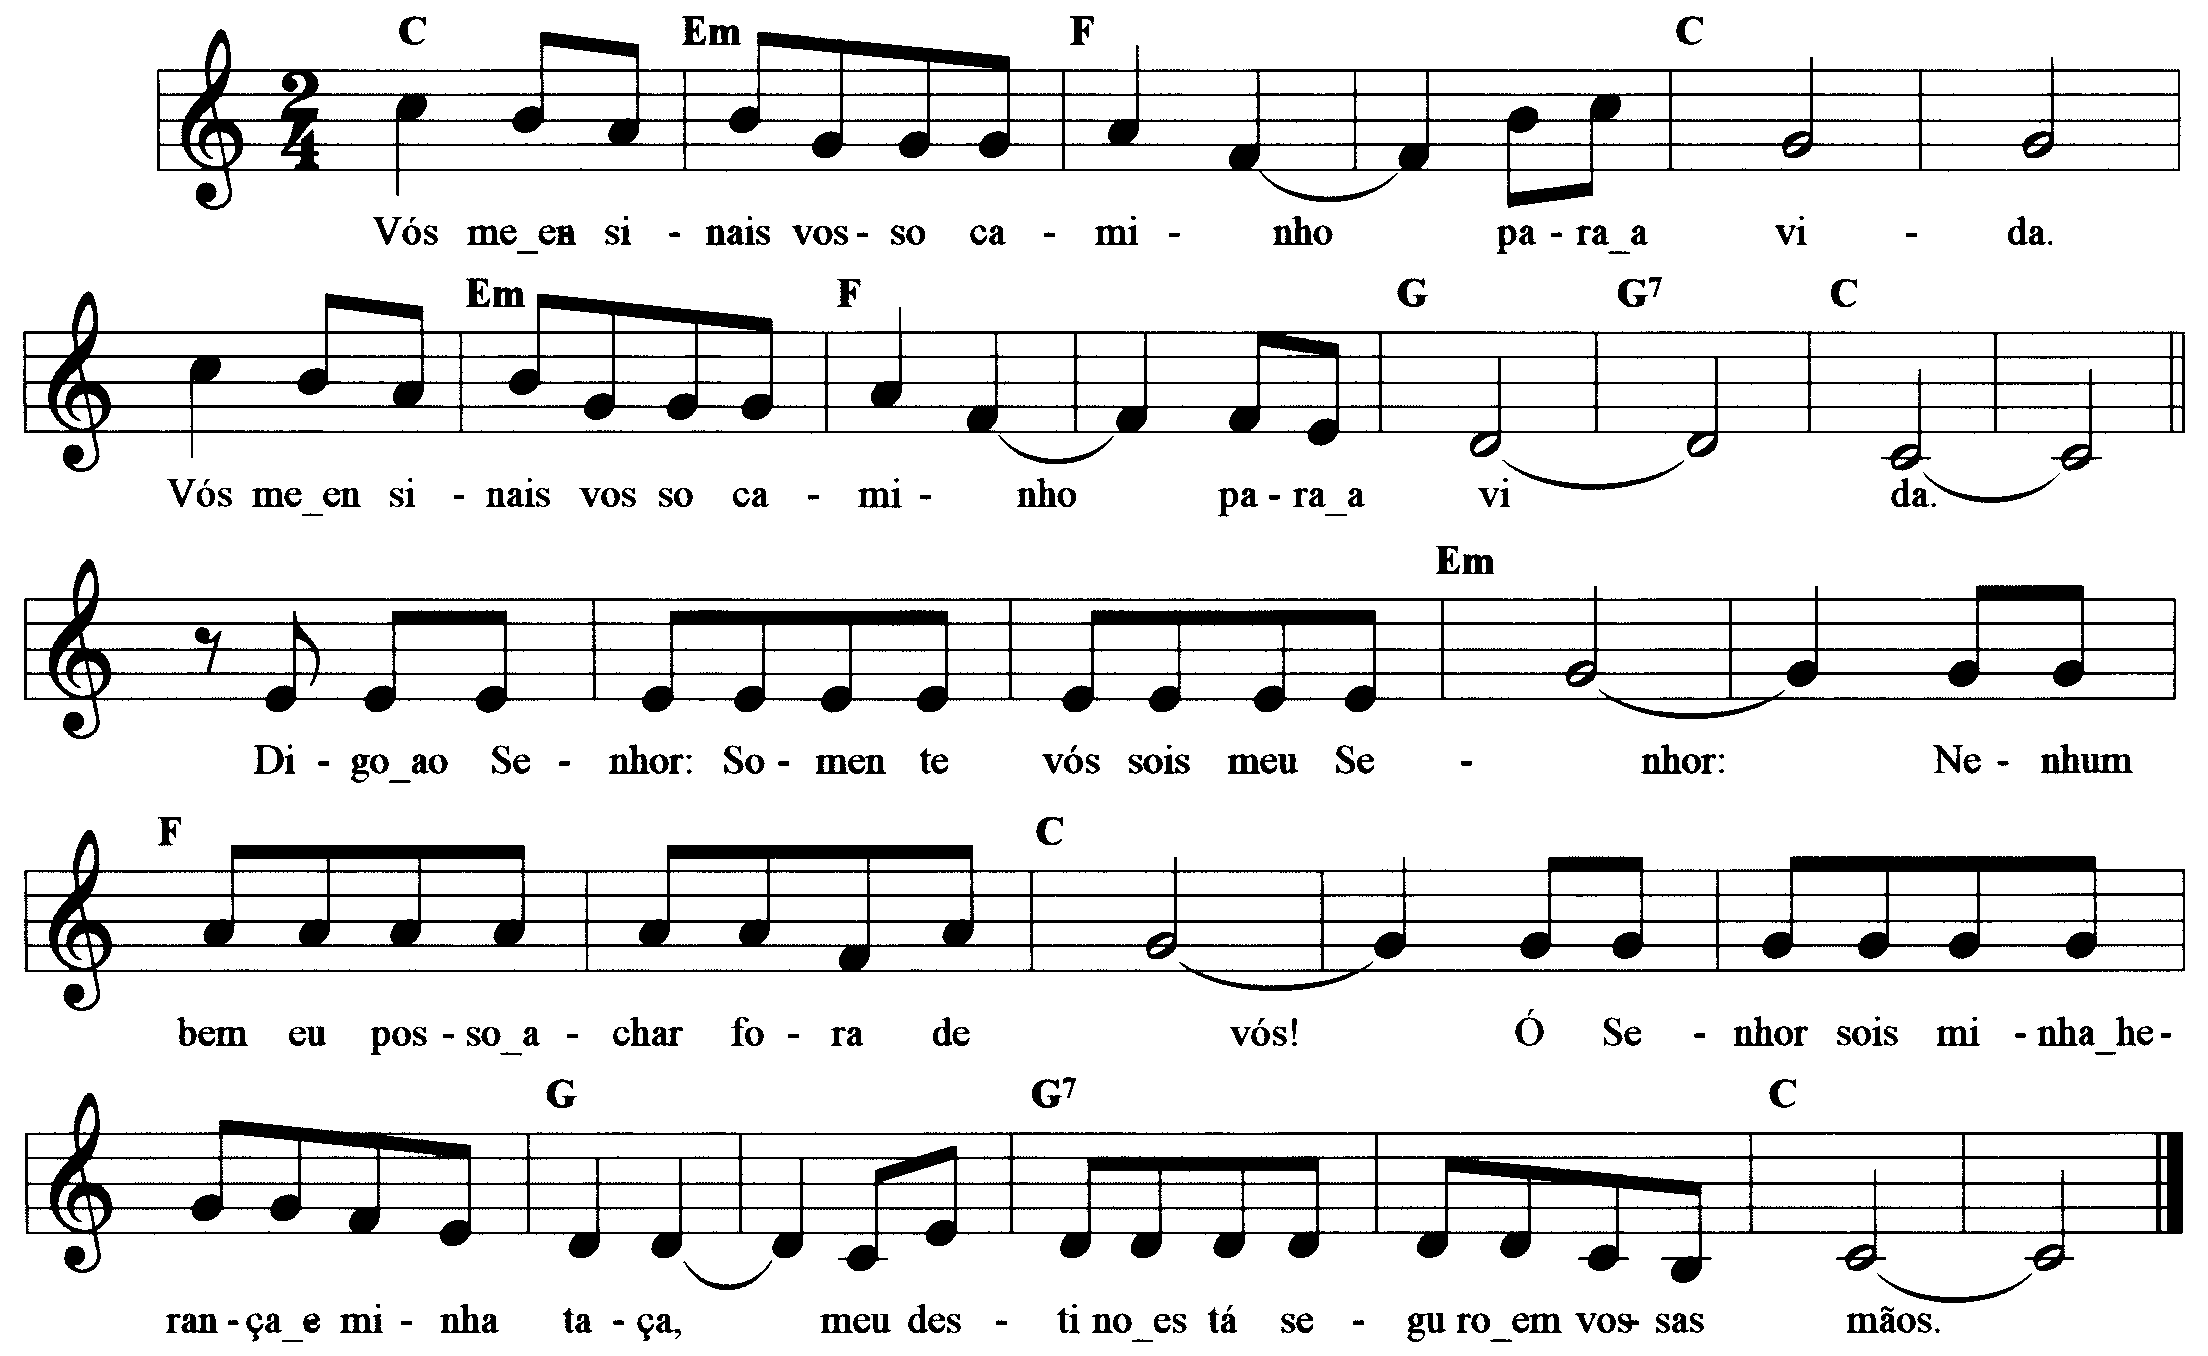 C Em F C
2
4
Vós me_en si - nais vos - so ca - mi - nho pa - ra_a vi - da.
Em F G G7 C
Vós me_en si - nais vos so ca - mi - nho pa - ra_a vi da.
Em
Di - go_ao Se - nhor: So - men te vós sois meu Se - nhor: Ne - nhum
F C
bem eu pos - so_a - char fo - ra de vós! Ó Se - nhor sois mi - nha_he -
G G7 C
ran - ça_e mi - nha ta - ça, meu des - ti no_es tá se - gu ro_em vos - sas mãos.